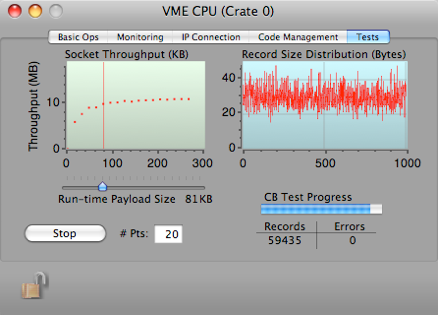 VME CPU (Crate 0)
Basic Ops Monitoring IP Connection Code Management Tests
Socket Throughput (KB)
Throughput (MB)
10
0
0 100 200 300
Run-time Payload Size 81KB
Stop # Pts: 20
Record Size Distribution (Bytes)
40
20
0
0 500 1000
CB Test Progress
Records Errors
59435 0